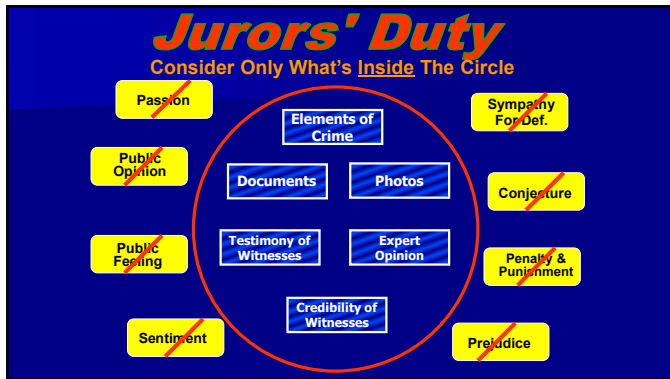 Jurors' Duty
Consider Only What's Inside The Circle
Passion
Public
Opinion
Public
Feeling
Sentiment
Elements of
Crime
Documents
Photos
Testimony of
Witnesses
Expert
Opinion
Credibility of
Witnesses
Sympathy
For Def.
Conjecture
Penalty &
Punishment
Prejudice